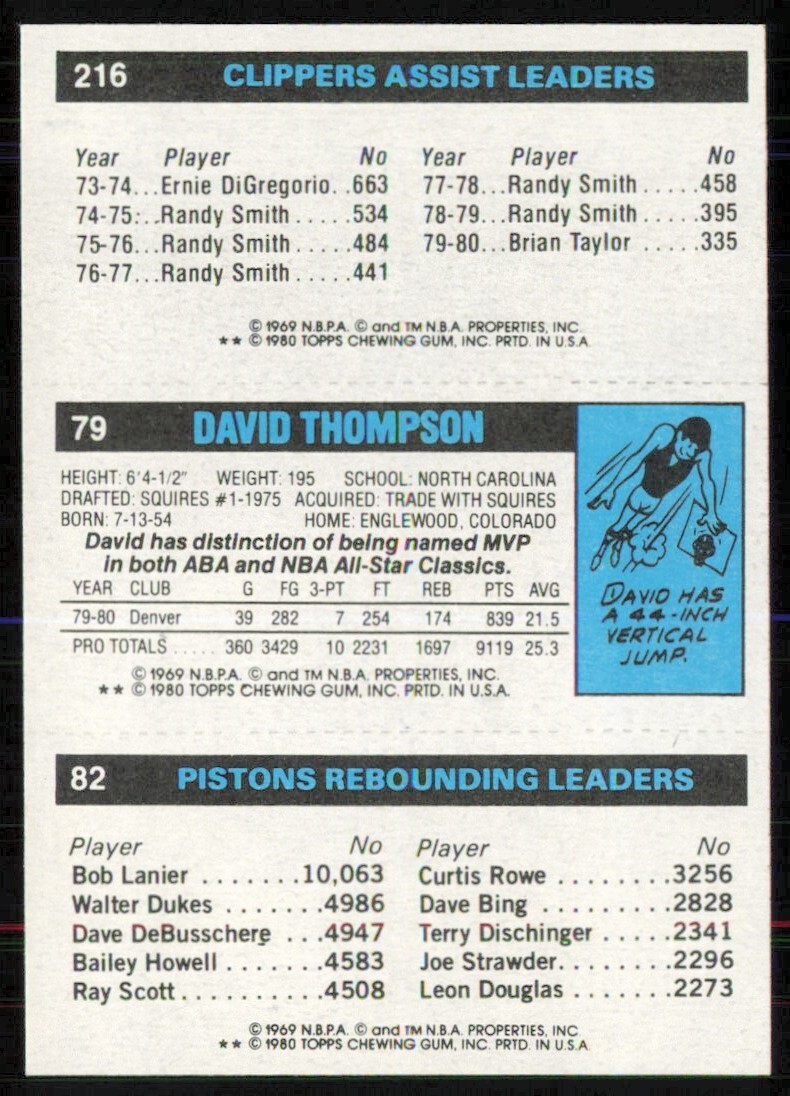 216 CLIPPERS ASSIST LEADERS
Year Player No Year Player No
73-74...Ernie DiGregorio..663 77-78...Randy Smith.....458
74-75:..Randy Smith.....534 78-79...Randy Smith.....395
75-76...Randy Smith.....484 79-80...Brian Taylor.....335
76-77...Randy Smith.....441
© 1969 N.B.P.A. © and TM N.B.A. PROPERTIES, INC.
★★ © 1980 TOPPS CHEWING GUM, INC. PRTD. IN U.S.A
79 DAVID THOMPSON
HEIGHT: 6'4-1/2" WEIGHT: 195 SCHOOL: NORTH CAROLINA
DRAFTED: SQUIRES #1-1975 ACQUIRED: TRADE WITH SQUIRES
BORN: 7-13-54 HOME: ENGLEWOOD, COLORADO
David has distinction of being named MVP
in both ABA and NBA All-Star Classics.
YEAR CLUB G FG 3-PT FT REB PTS AVG
79-80 Denver 39 282 7 254 174 839 21.5
PRO TOTALS ..... 360 3429 10 2231 1697 9119 25.3
© 1969 N.B.P.A. © and TM N.B.A. PROPERTIES, INC.
★★ © 1980 TOPPS CHEWING GUM, INC. PRTD. IN U.S.A.
DAVID HAS
A 44-INCH
VERTICAL
JUMP.
82 PISTONS REBOUNDING LEADERS
Player No Player No
Bob Lanier .......10,063 Curtis Rowe ........3256
Walter Dukes .......4986 Dave Bing .........2828
Dave DeBusschere ...4947 Terry Dischinger .....2341
Bailey Howell .......4583 Joe Strawder........2296
Ray Scott..........4508 Leon Douglas .......2273
© 1969 N.B.P.A. © and TM N.B.A. PROPERTIES, INC
★★ © 1980 TOPPS CHEWING GUM, INC. PRTD. IN U.S.A